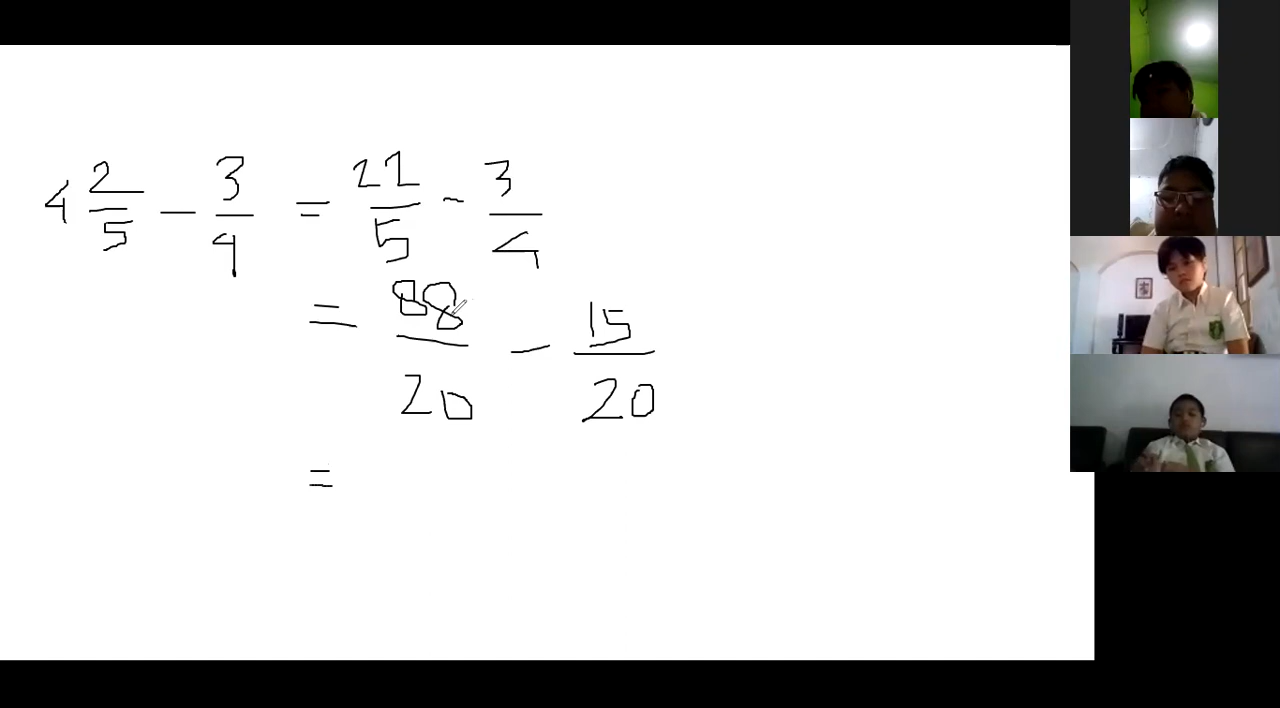 4 2/5 − 3/4 = 22/5 - 3/4
= 88/20 − 15/20
=